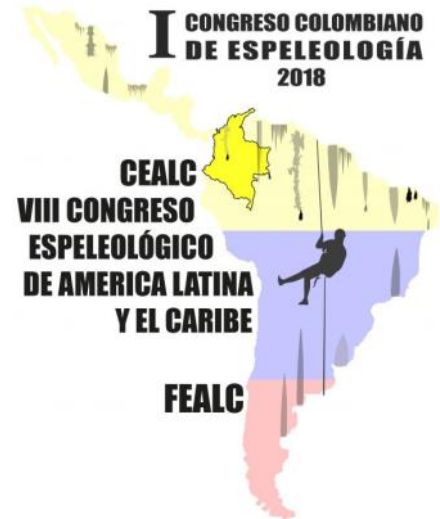 I CONGRESO COLOMBIANO
DE ESPELEOLOGÍA
2018
CEALC
VIII CONGRESO
ESPELEOLÓGICO
DE AMERICA LATINA
Y EL CARIBE
FEALC